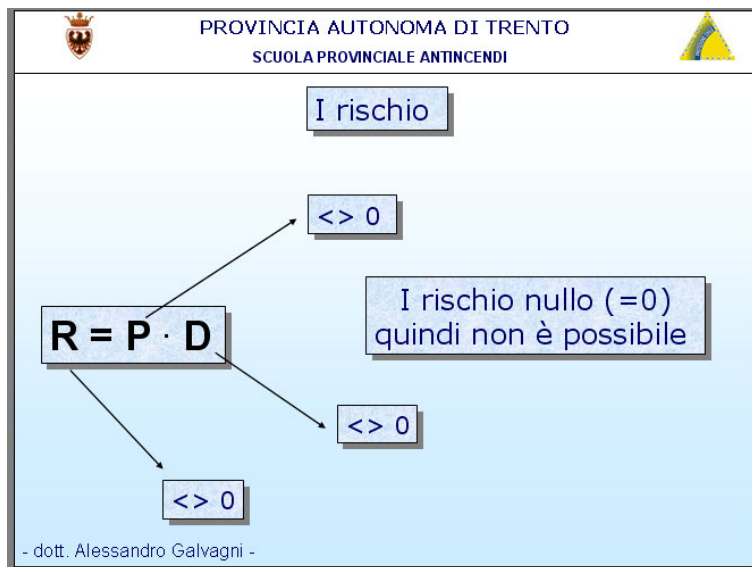 PROVINCIA AUTONOMA DI TRENTO
SCUOLA PROVINCIALE ANTINCENDI
I rischio
<> 0
I rischio nullo (=0)
quindi non è possibile
R = P · D
<> 0
<> 0
- dott. Alessandro Galvagni -